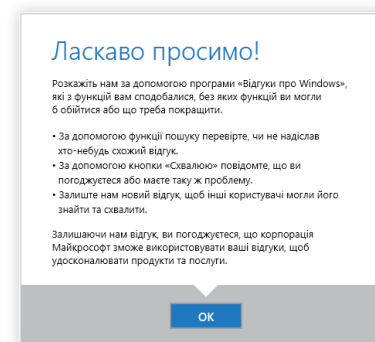 Ласкаво просимо!
Розкажіть нам за допомогою програми «Відгуки про Windows»,
які з функцій вам сподобалися, без яких функцій ви могли
б обійтися або що треба покращити.
• За допомогою функції пошуку перевірте, чи не надіслав
хто-небудь схожий відгук.
• За допомогою кнопки «Схвалюю» повідомте, що ви
погоджуєтеся або маєте таку ж проблему.
• Залиште нам новий відгук, щоб інші користувачі могли його
знайти та схвалити.
Залишаючи нам відгук, ви погоджуєтеся, що корпорація
Майкрософт зможе використовувати ваші відгуки, щоб
удосконалювати продукти та послуги.
ОК